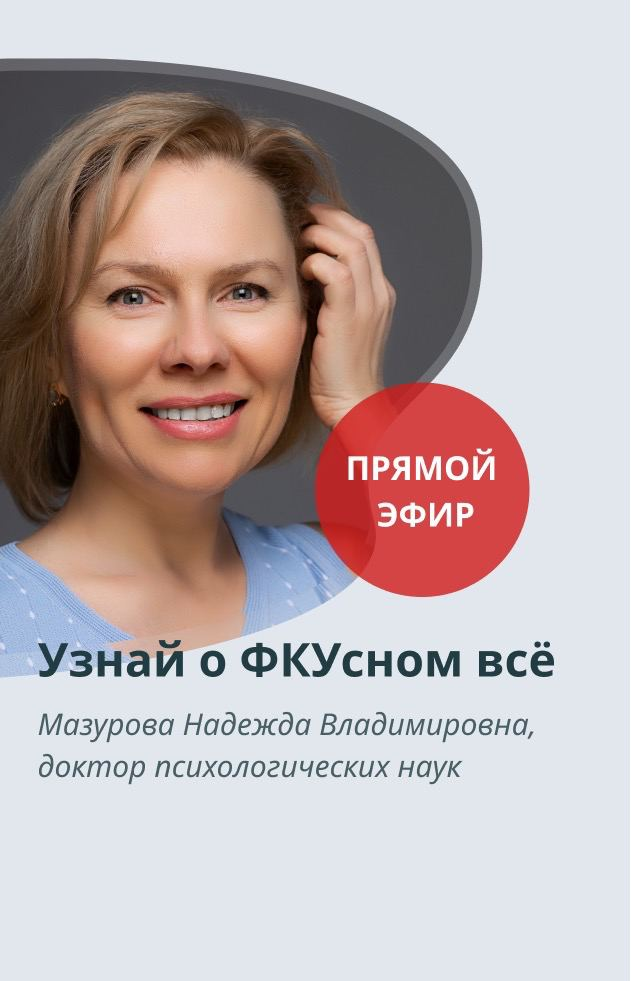 ПРЯМОЙ
ЭФИР
Узнай о ФКУсном всё
Мазурова Надежда Владимировна,
доктор психологических наук